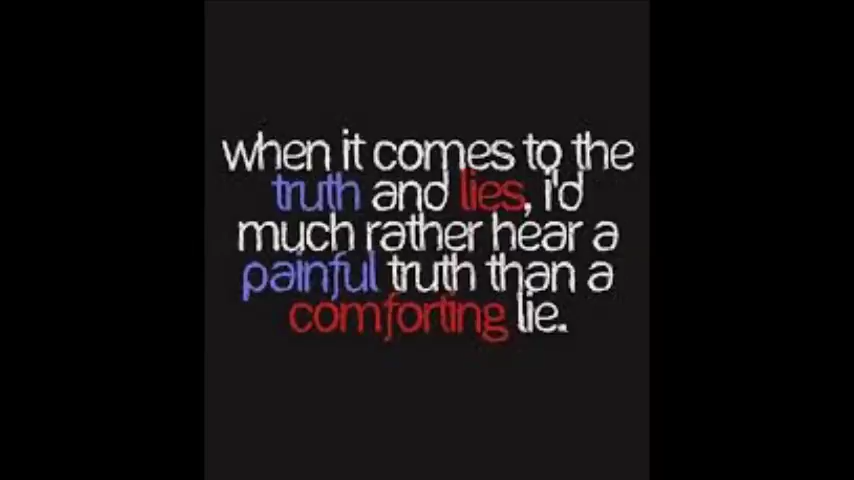 when it comes to the
truth and lies, i'd
much rather hear a
painful truth than a
comforting lie.